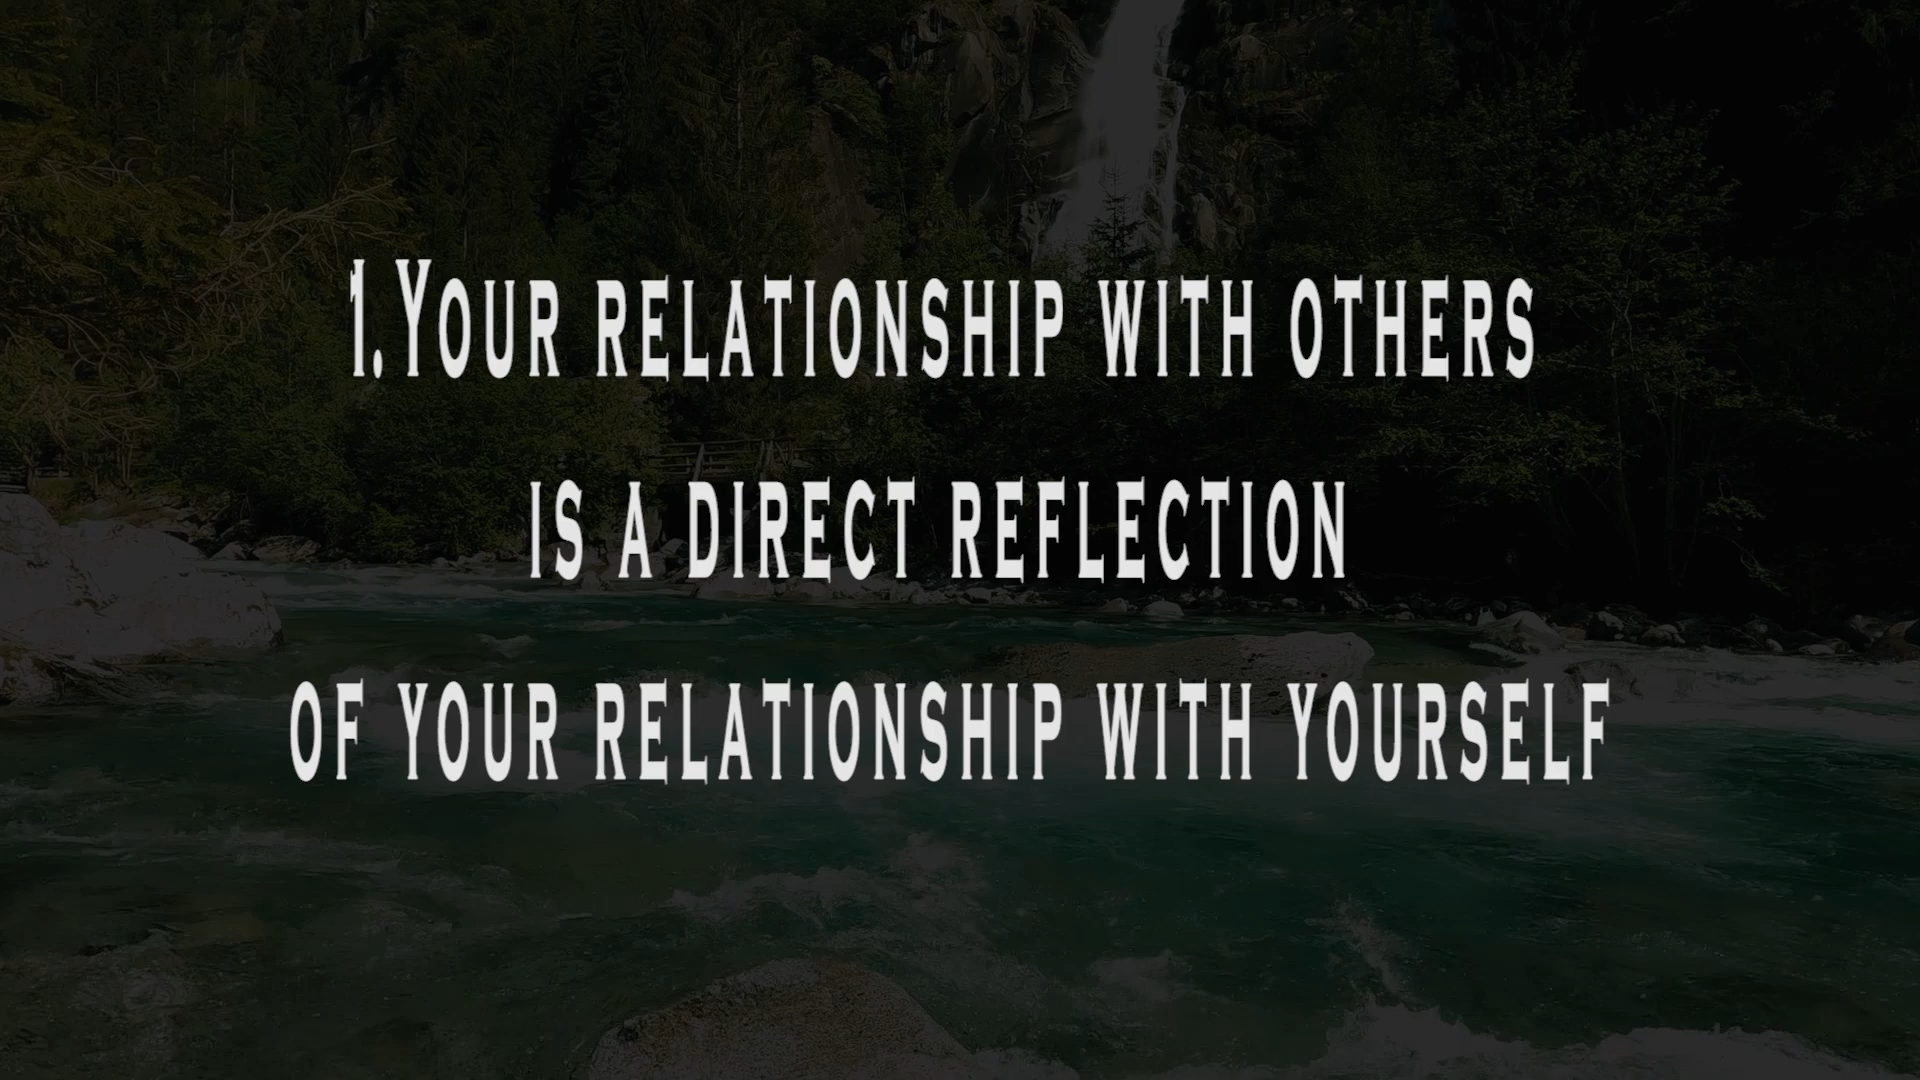 1.Your relationship with others
is a direct reflection
of your relationship with yourself